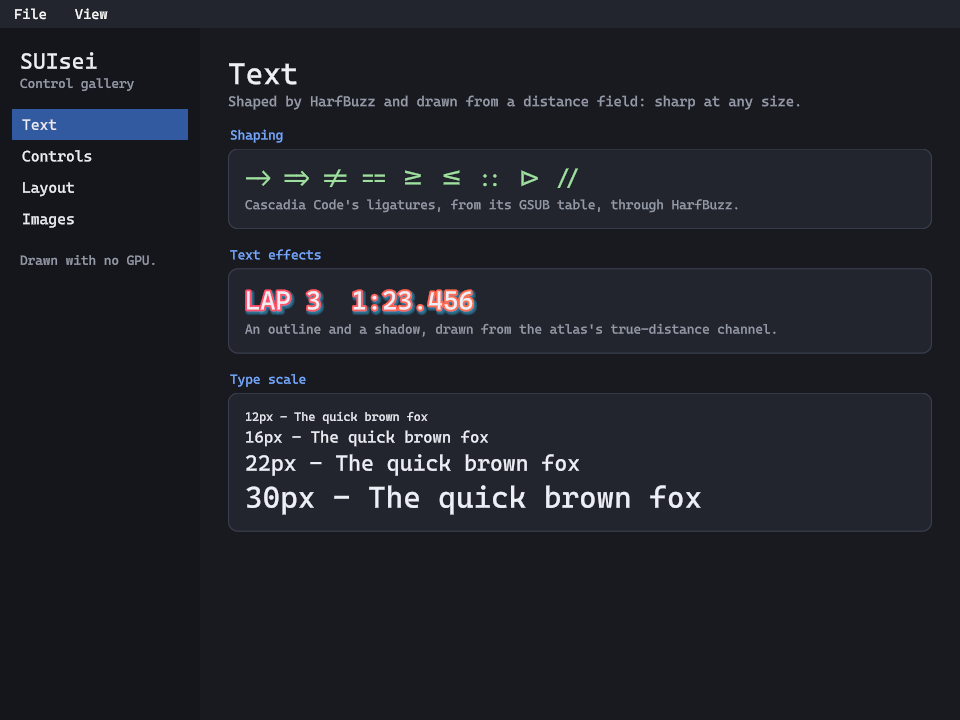 File View
SUIsei
Control gallery
Text
Controls
Layout
Images
Drawn with no GPU.
Text
Shaped by HarfBuzz and drawn from a distance field: sharp at any size.
Shaping
-> => != == >= <= :: |> //
Cascadia Code's ligatures, from its GSUB table, through HarfBuzz.
Text effects
LAP 3 1:23.456
An outline and a shadow, drawn from the atlas's true-distance channel.
Type scale
12px — The quick brown fox
16px — The quick brown fox
22px — The quick brown fox
30px — The quick brown fox